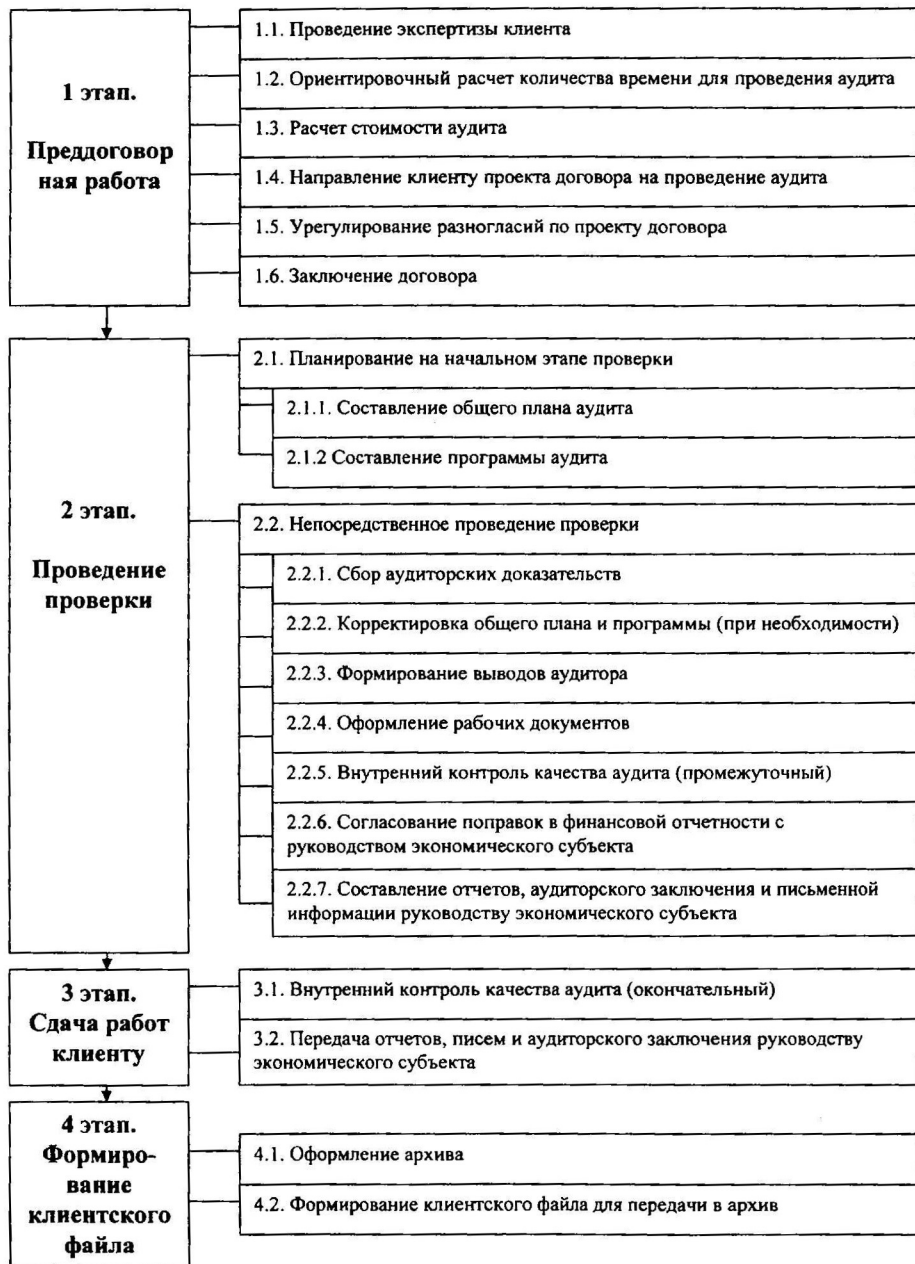 1 этап.
Преддоговор
ная работа
1.1. Проведение экспертизы клиента
1.2. Ориентировочный расчет количества времени для проведения аудита
1.3. Расчет стоимости аудита
1.4. Направление клиенту проекта договора на проведение аудита
1.5. Урегулирование разногласий по проекту договора
1.6. Заключение договора
2 этап.
Проведение
проверки
2.1. Планирование на начальном этапе проверки
2.1.1. Составление общего плана аудита
2.1.2 Составление программы аудита
2.2. Непосредственное проведение проверки
2.2.1. Сбор аудиторских доказательств
2.2.2. Корректировка общего плана и программы (при необходимости)
2.2.3. Формирование выводов аудитора
2.2.4. Оформление рабочих документов
2.2.5. Внутренний контроль качества аудита (промежуточный)
2.2.6. Согласование поправок в финансовой отчетности с
руководством экономического субъекта
2.2.7. Составление отчетов, аудиторского заключения и письменной
информации руководству экономического субъекта
3 этап.
Сдача работ
клиенту
3.1. Внутренний контроль качества аудита (окончательный)
3.2. Передача отчетов, писем и аудиторского заключения руководству
экономического субъекта
4 этап.
Формиро-
вание
клиентского
файла
4.1. Оформление архива
4.2. Формирование клиентского файла для передачи в архив